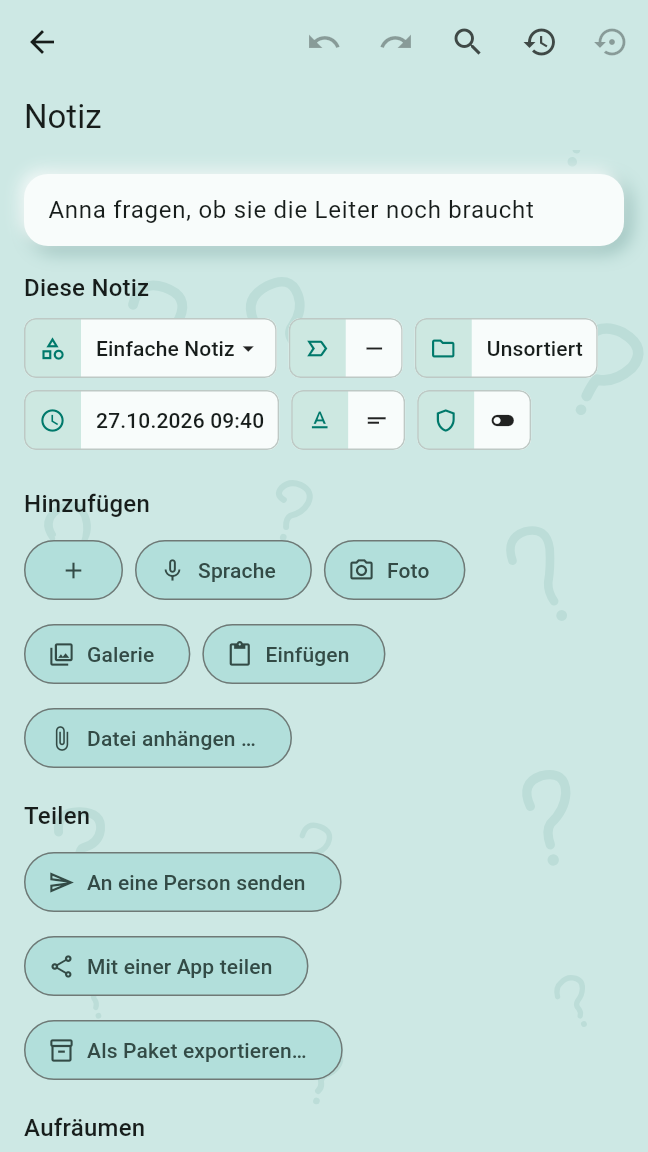 Notiz
Anna fragen, ob sie die Leiter noch braucht
Diese Notiz
Einfache Notiz
Unsortiert
27.10.2026 09:40
Hinzufügen
Sprache
Foto
Galerie
Einfügen
Datei anhängen ...
Teilen
An eine Person senden
Mit einer App teilen
Als Paket exportieren...
Aufräumen